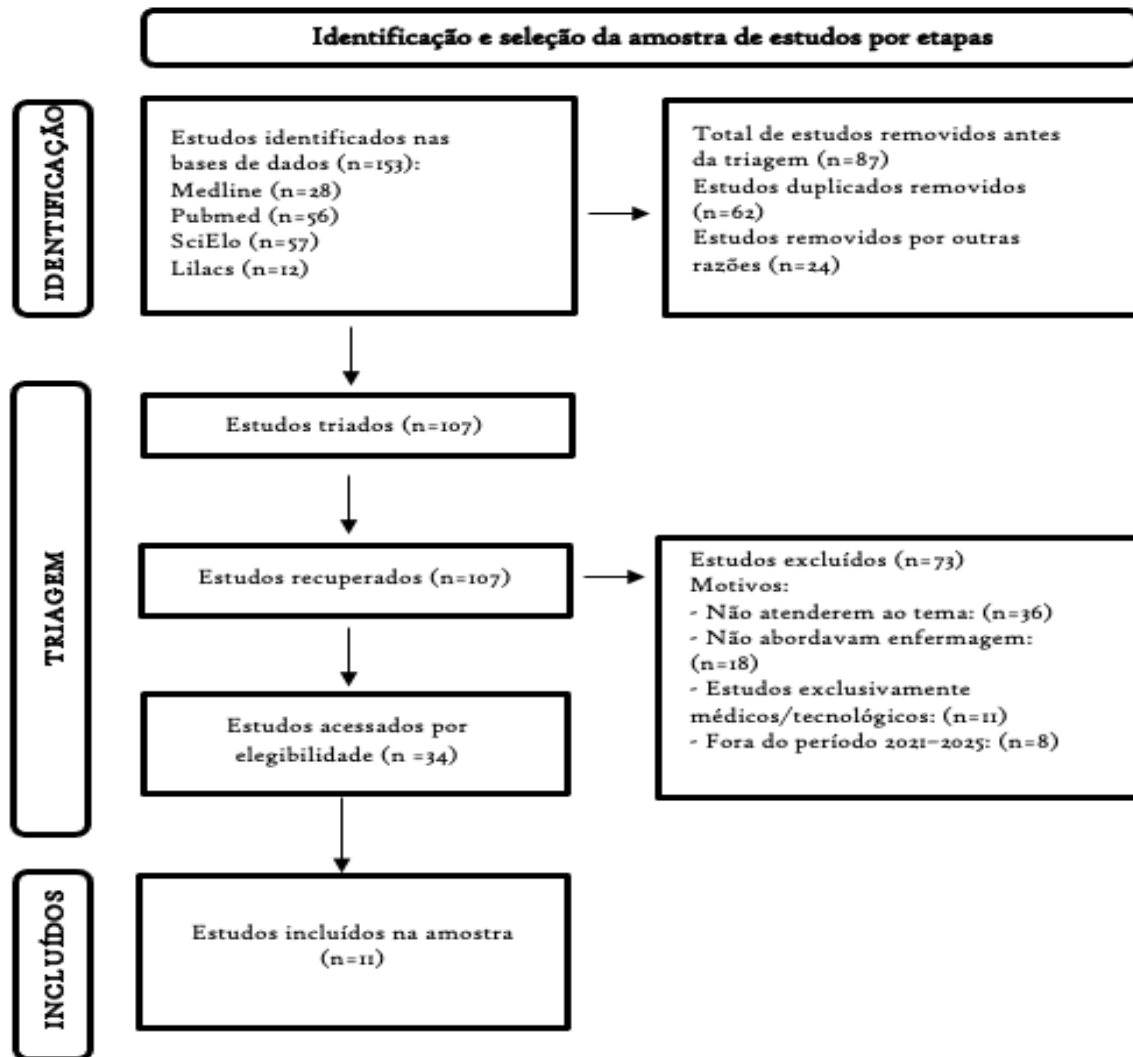 Identificação e seleção da amostra de estudos por etapas
IDENTIFICAÇÃO
Estudos identificados nas
bases de dados (n=153):
Medline (n=28)
Pubmed (n=56)
SciElo (n=57)
Lilacs (n=12)
Total de estudos removidos antes
da triagem (n=87)
Estudos duplicados removidos
(n=62)
Estudos removidos por outras
razões (n=24)
TRIAGEM
Estudos triados (n=107)
Estudos recuperados (n=107)
Estudos excluídos (n=73)
Motivos:
- Não atenderem ao tema: (n=36)
- Não abordavam enfermagem:
(n=18)
- Estudos exclusivamente
médicos/tecnológicos: (n=11)
- Fora do período 2021–2025: (n=8)
Estudos acessados por
elegibilidade (n =34)
INCLUÍDOS
Estudos incluídos na amostra
(n=11)